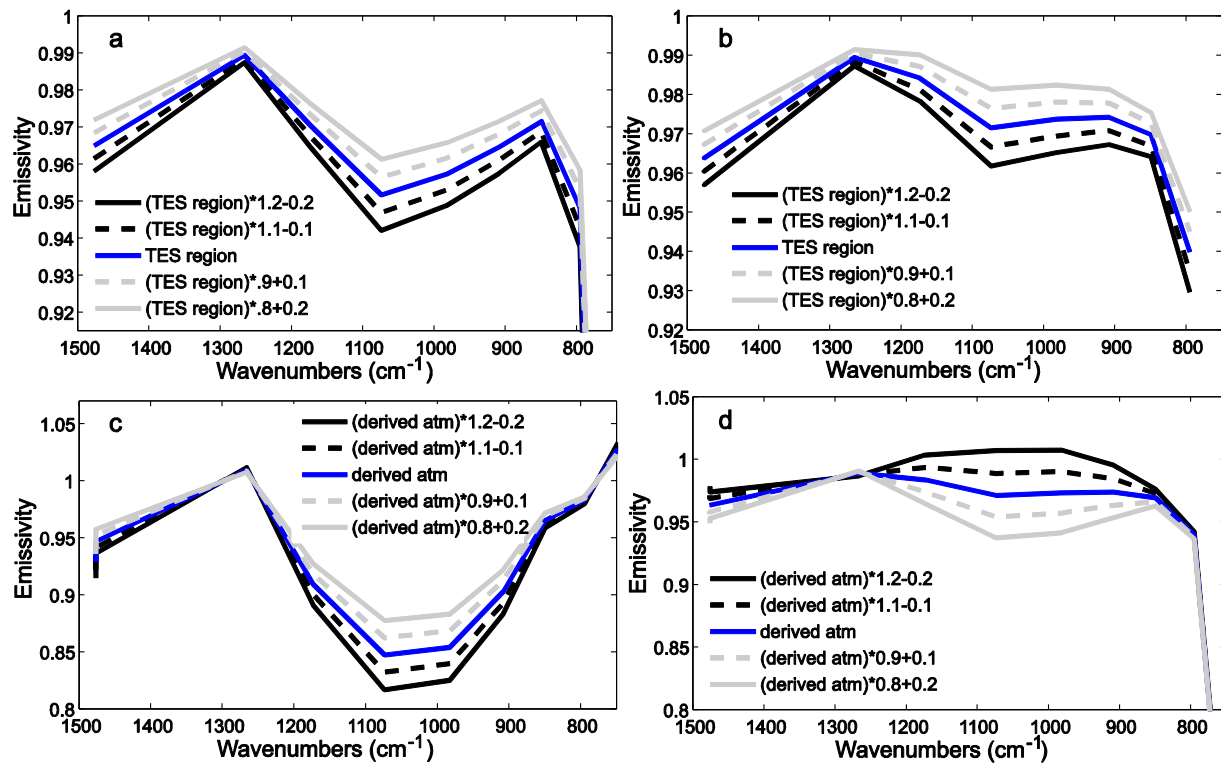 a
1
0.99
0.98
0.97
0.96
0.95
0.94
0.93
0.92
Emissivity
(TES region)*1.2-0.2
(TES region)*1.1-0.1
TES region
(TES region)*.9+0.1
(TES region)*.8+0.2
1500 1400 1300 1200 1100 1000 900 800
Wavenumbers (cm-1)
b
1
0.99
0.98
0.97
0.96
0.95
0.94
0.93
0.92
Emissivity
(TES region)*1.2-0.2
(TES region)*1.1-0.1
TES region
(TES region)*0.9+0.1
(TES region)*0.8+0.2
1500 1400 1300 1200 1100 1000 900 800
Wavenumbers (cm-1)
c
1.05
1
0.95
0.9
0.85
0.8
Emissivity
(derived atm)*1.2-0.2
(derived atm)*1.1-0.1
derived atm
(derived atm)*0.9+0.1
(derived atm)*0.8+0.2
1500 1400 1300 1200 1100 1000 900 800
Wavenumbers (cm-1)
d
1.05
1
0.95
0.9
0.85
0.8
Emissivity
(derived atm)*1.2-0.2
(derived atm)*1.1-0.1
derived atm
(derived atm)*0.9+0.1
(derived atm)*0.8+0.2
1500 1400 1300 1200 1100 1000 900 800
Wavenumbers (cm-1)